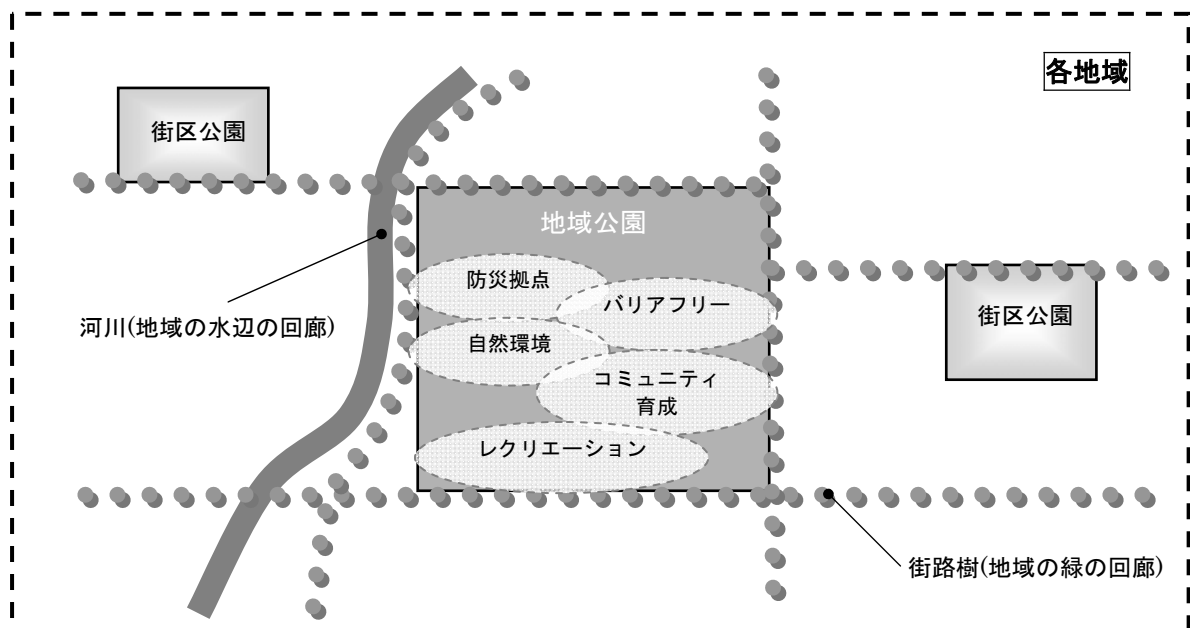 各地域
街区公園
地域公園
防災拠点
バリアフリー
街区公園
河川(地域の水辺の回廊)
自然環境
コミュニティ
育成
レクリエーション
街路樹(地域の緑の回廊)